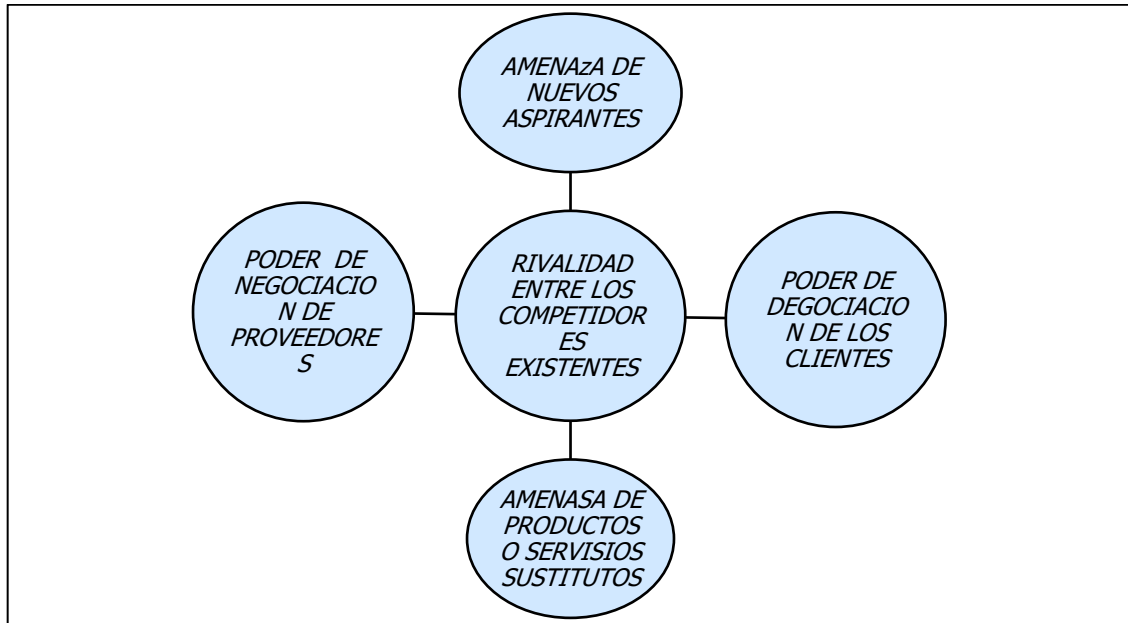 AMENAzA DE
NUEVOS
ASPIRANTES
PODER DE
NEGOCIACIO
N DE
PROVEEDORE
S
RIVALIDAD
ENTRE LOS
COMPETIDOR
ES
EXISTENTES
PODER DE
DEGOCIACIO
N DE LOS
CLIENTES
AMENASA DE
PRODUCTOS
O SERVISIOS
SUSTITUTOS